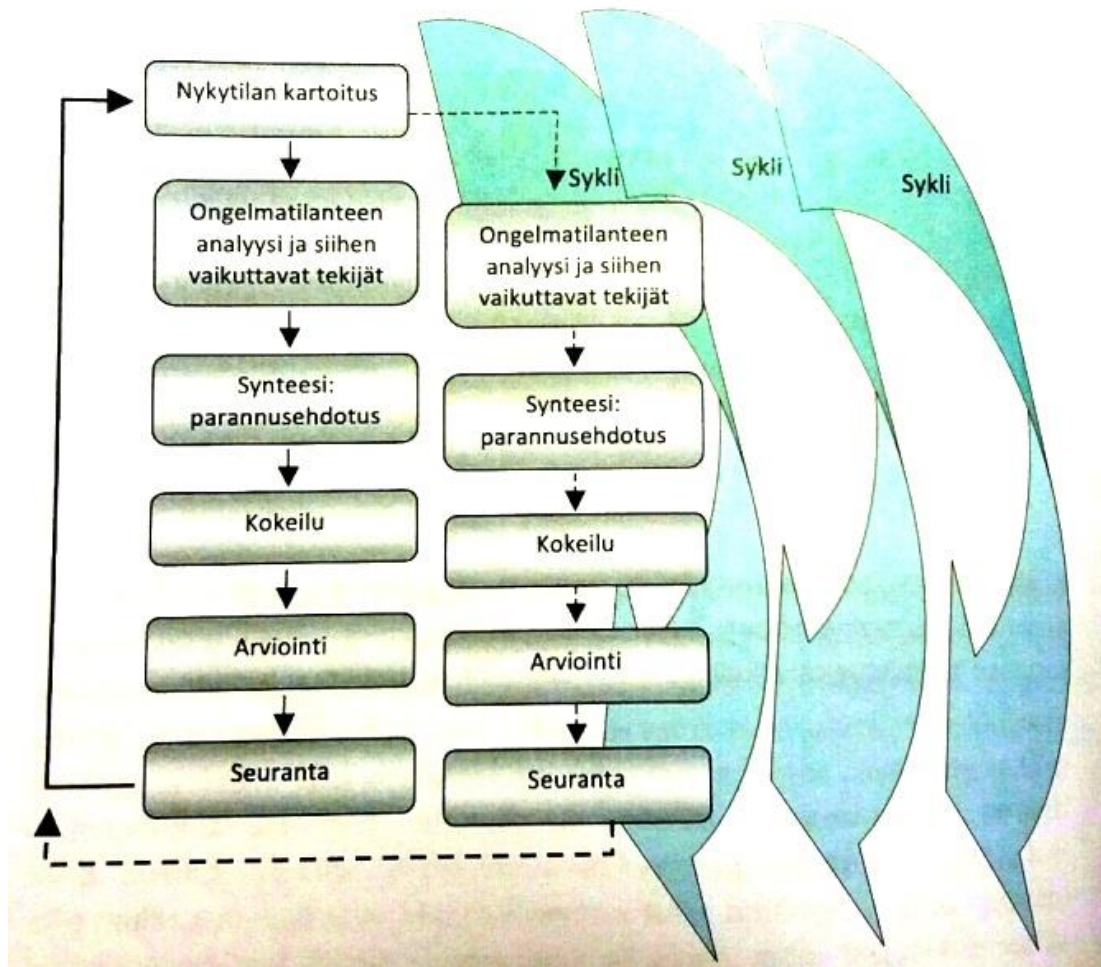 Nykytilan kartoitus
Ongelmatilanteen
analyysi ja siihen
vaikuttavat tekijät
Synteesi:
parannusehdotus
Kokeilu
Arviointi
Seuranta
Sykli
Ongelmatilanteen
analyysi ja siihen
vaikuttavat tekijät
Synteesi:
parannusehdotus
Kokeilu
Arviointi
Seuranta
Sykli
Sykli